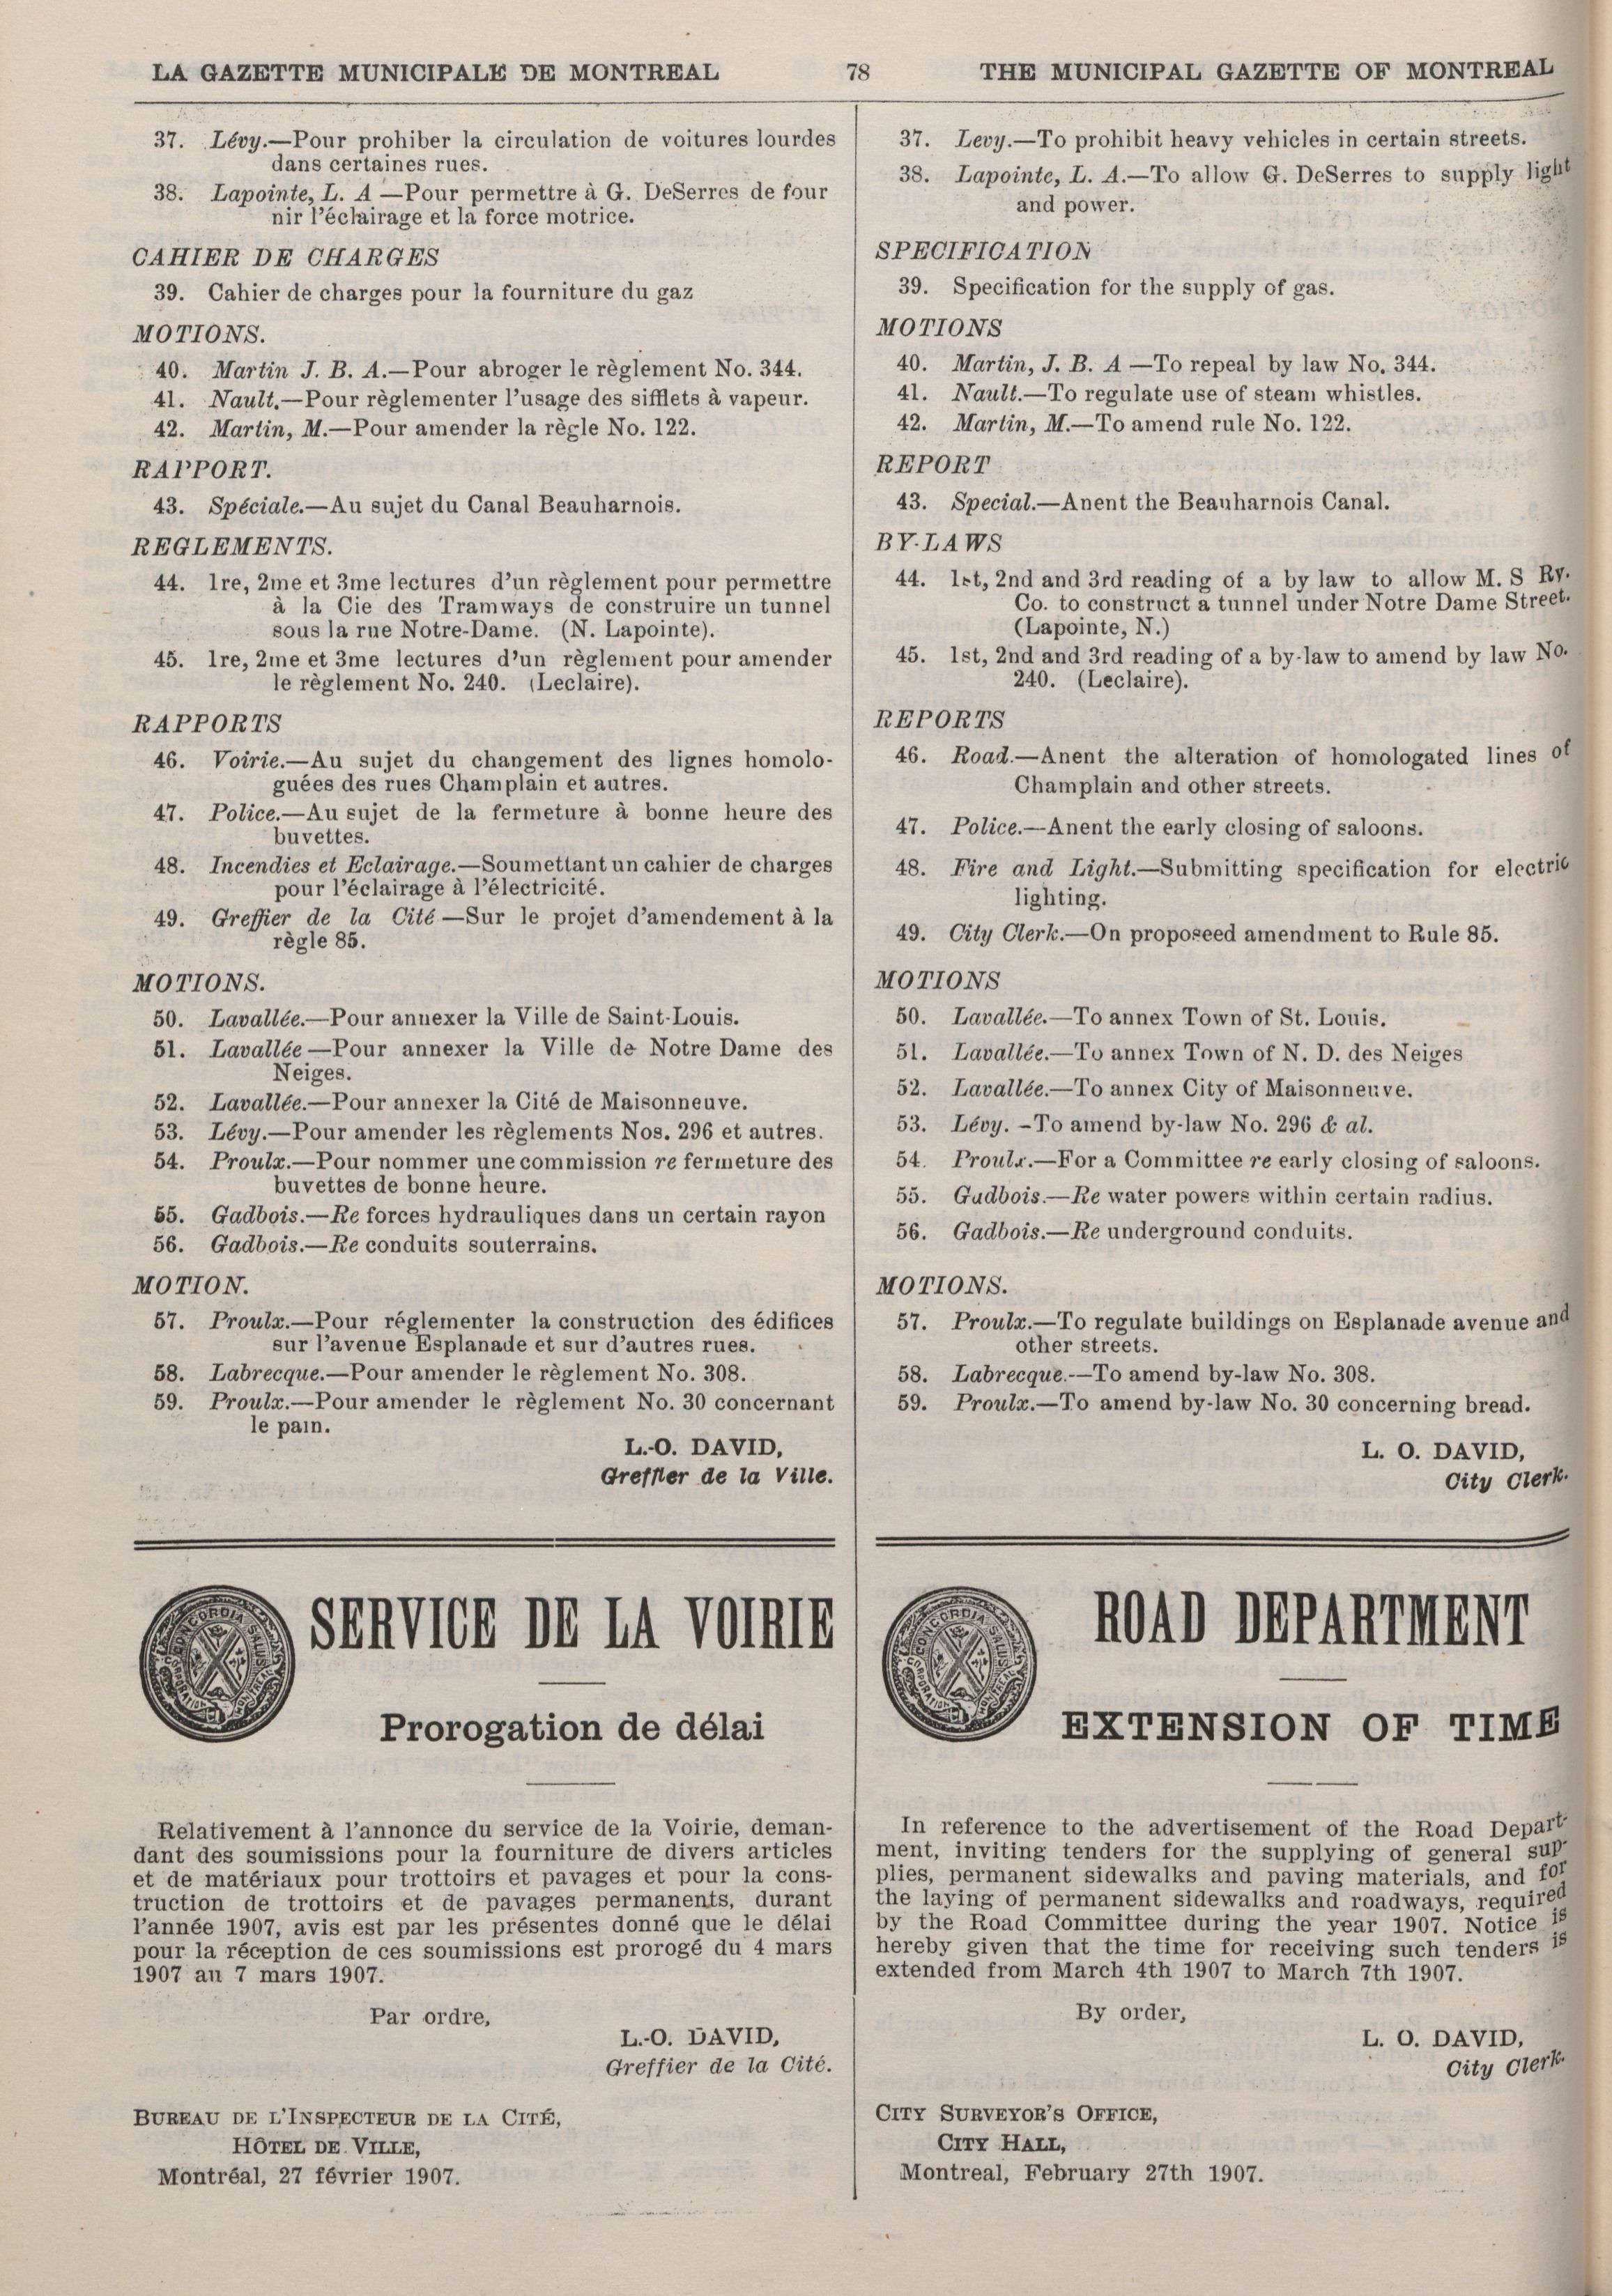 LA GAZETTE MUNICIPALE DE MONTREAL 78 THE MUNICIPAL GAZETTE OF MONTREAL
37. Lévy.—Pour prohiber la circulation de voitures lourdes
dans certaines rues.
38. Lapointe, L. A —Pour permettre à G. DeSerres de four
nir l'éclairage et la force motrice.
CAHIER DE CHARGES
39. Cahier de charges pour la fourniture du gaz
MOTIONS.
40. Martin J. B. A.—Pour abroger le règlement No. 344.
41. Nault.—Pour règlementer l'usage des sifflets à vapeur.
42. Martin, M.—Pour amender la règle No. 122.
RAPPORT.
43. Spéciale.—Au sujet du Canal Beauharnois.
REGLEMENTS.
44. 1re, 2me et 3me lectures d'un règlement pour permettre
à la Cie des Tramways de construire un tunnel
sous la rue Notre-Dame. (N. Lapointe).
45. 1re, 2me et 3me lectures d'un règlement pour amender
le règlement No. 240. (Leclaire).
RAPPORTS
46. Voirie.—Au sujet du changement des lignes homolo-
guées des rues Champlain et autres.
47. Police.—Au sujet de la fermeture à bonne heure des
buvettes.
48. Incendies et Eclairage.—Soumettant un cahier de charges
pour l'éclairage à l'électricité.
49. Greffier de la Cité —Sur le projet d'amendement à la
règle 85.
MOTIONS.
50. Lavallée.—Pour annexer la Ville de Saint-Louis.
51. Lavallée —Pour annexer la Ville de Notre Dame des
Neiges.
52. Lavallée.—Pour annexer la Cité de Maisonneuve.
53. Lévy.—Pour amender les règlements Nos. 296 et autres.
54. Proulx.—Pour nommer une commission re fermeture des
buvettes de bonne heure.
55. Gadbois.—Re forces hydrauliques dans un certain rayon
56. Gadbois.—Re conduits souterrains.
MOTION.
57. Proulx.—Pour réglementer la construction des édifices
sur l'avenue Esplanade et sur d'autres rues.
58. Labrecque.—Pour amender le règlement No. 308.
59. Proulx.—Pour amender le règlement No. 30 concernant
le pain.
L.-O. DAVID,
Greffier de la Ville.
SERVICE DE LA VOIRIE
Prorogation de délai
Relativement à l'annonce du service de la Voirie, deman-
dant des soumissions pour la fourniture de divers articles
et de matériaux pour trottoirs et pavages et pour la cons-
truction de trottoirs et de pavages permanents, durant
l'année 1907, avis est par les présentes donné que le délai
pour la réception de ces soumissions est prorogé du 4 mars
1907 au 7 mars 1907.
Par ordre,
L.-O. DAVID,
Greffier de la Cité.
BUREAU DE L'INSPECTEUR DE LA CITÉ,
HÔTEL DE VILLE,
Montréal, 27 février 1907.
37. Levy.—To prohibit heavy vehicles in certain streets.
38. Lapointe, L. A.—To allow G. DeSerres to supply light
and power.
SPECIFICATION
39. Specification for the supply of gas.
MOTIONS
40. Martin, J. B. A —To repeal by law No. 344.
41. Nault.—To regulate use of steam whistles.
42. Martin, M.—To amend rule No. 122.
REPORT
43. Special.—Anent the Beauharnois Canal.
BY-LAWS
44. 1st, 2nd and 3rd reading of a by law to allow M. S Ry.
Co. to construct a tunnel under Notre Dame Street.
(Lapointe, N.)
45. 1st, 2nd and 3rd reading of a by-law to amend by law No.
240. (Leclaire).
REPORTS
46. Road.—Anent the alteration of homologated lines of
Champlain and other streets.
47. Police.—Anent the early closing of saloons.
48. Fire and Light.—Submitting specification for electric
lighting.
49. City Clerk.—On proposeed amendment to Rule 85.
MOTIONS
50. Lavallée.—To annex Town of St. Louis.
51. Lavallée.—To annex Town of N. D. des Neiges
52. Lavallée.—To annex City of Maisonneuve.
53. Lévy. –To amend by-law No. 296 & al.
54. Proulx.—For a Committee re early closing of saloons.
55. Gadbois.—Re water powers within certain radius.
56. Gadbois.—Re underground conduits.
MOTIONS.
57. Proulx.—To regulate buildings on Esplanade avenue and
other streets.
58. Labrecque.—To amend by-law No. 308.
59. Proulx.—To amend by-law No. 30 concerning bread.
L. O. DAVID,
City Clerk.
ROAD DEPARTMENT
EXTENSION OF TIME
In reference to the advertisement of the Road Depart-
ment, inviting tenders for the supplying of general sup-
plies, permanent sidewalks and paving materials, and for
the laying of permanent sidewalks and roadways, required
by the Road Committee during the year 1907. Notice is
hereby given that the time for receiving such tenders is
extended from March 4th 1907 to March 7th 1907.
By order,
L. O. DAVID,
City Clerk.
CITY SURVEYOR'S OFFICE,
CITY HALL,
Montreal, February 27th 1907.
CONCORDIA SALUS
CORPORATION MONTREAL
CONCORDIA SALUS
CORPORATION MONTREAL